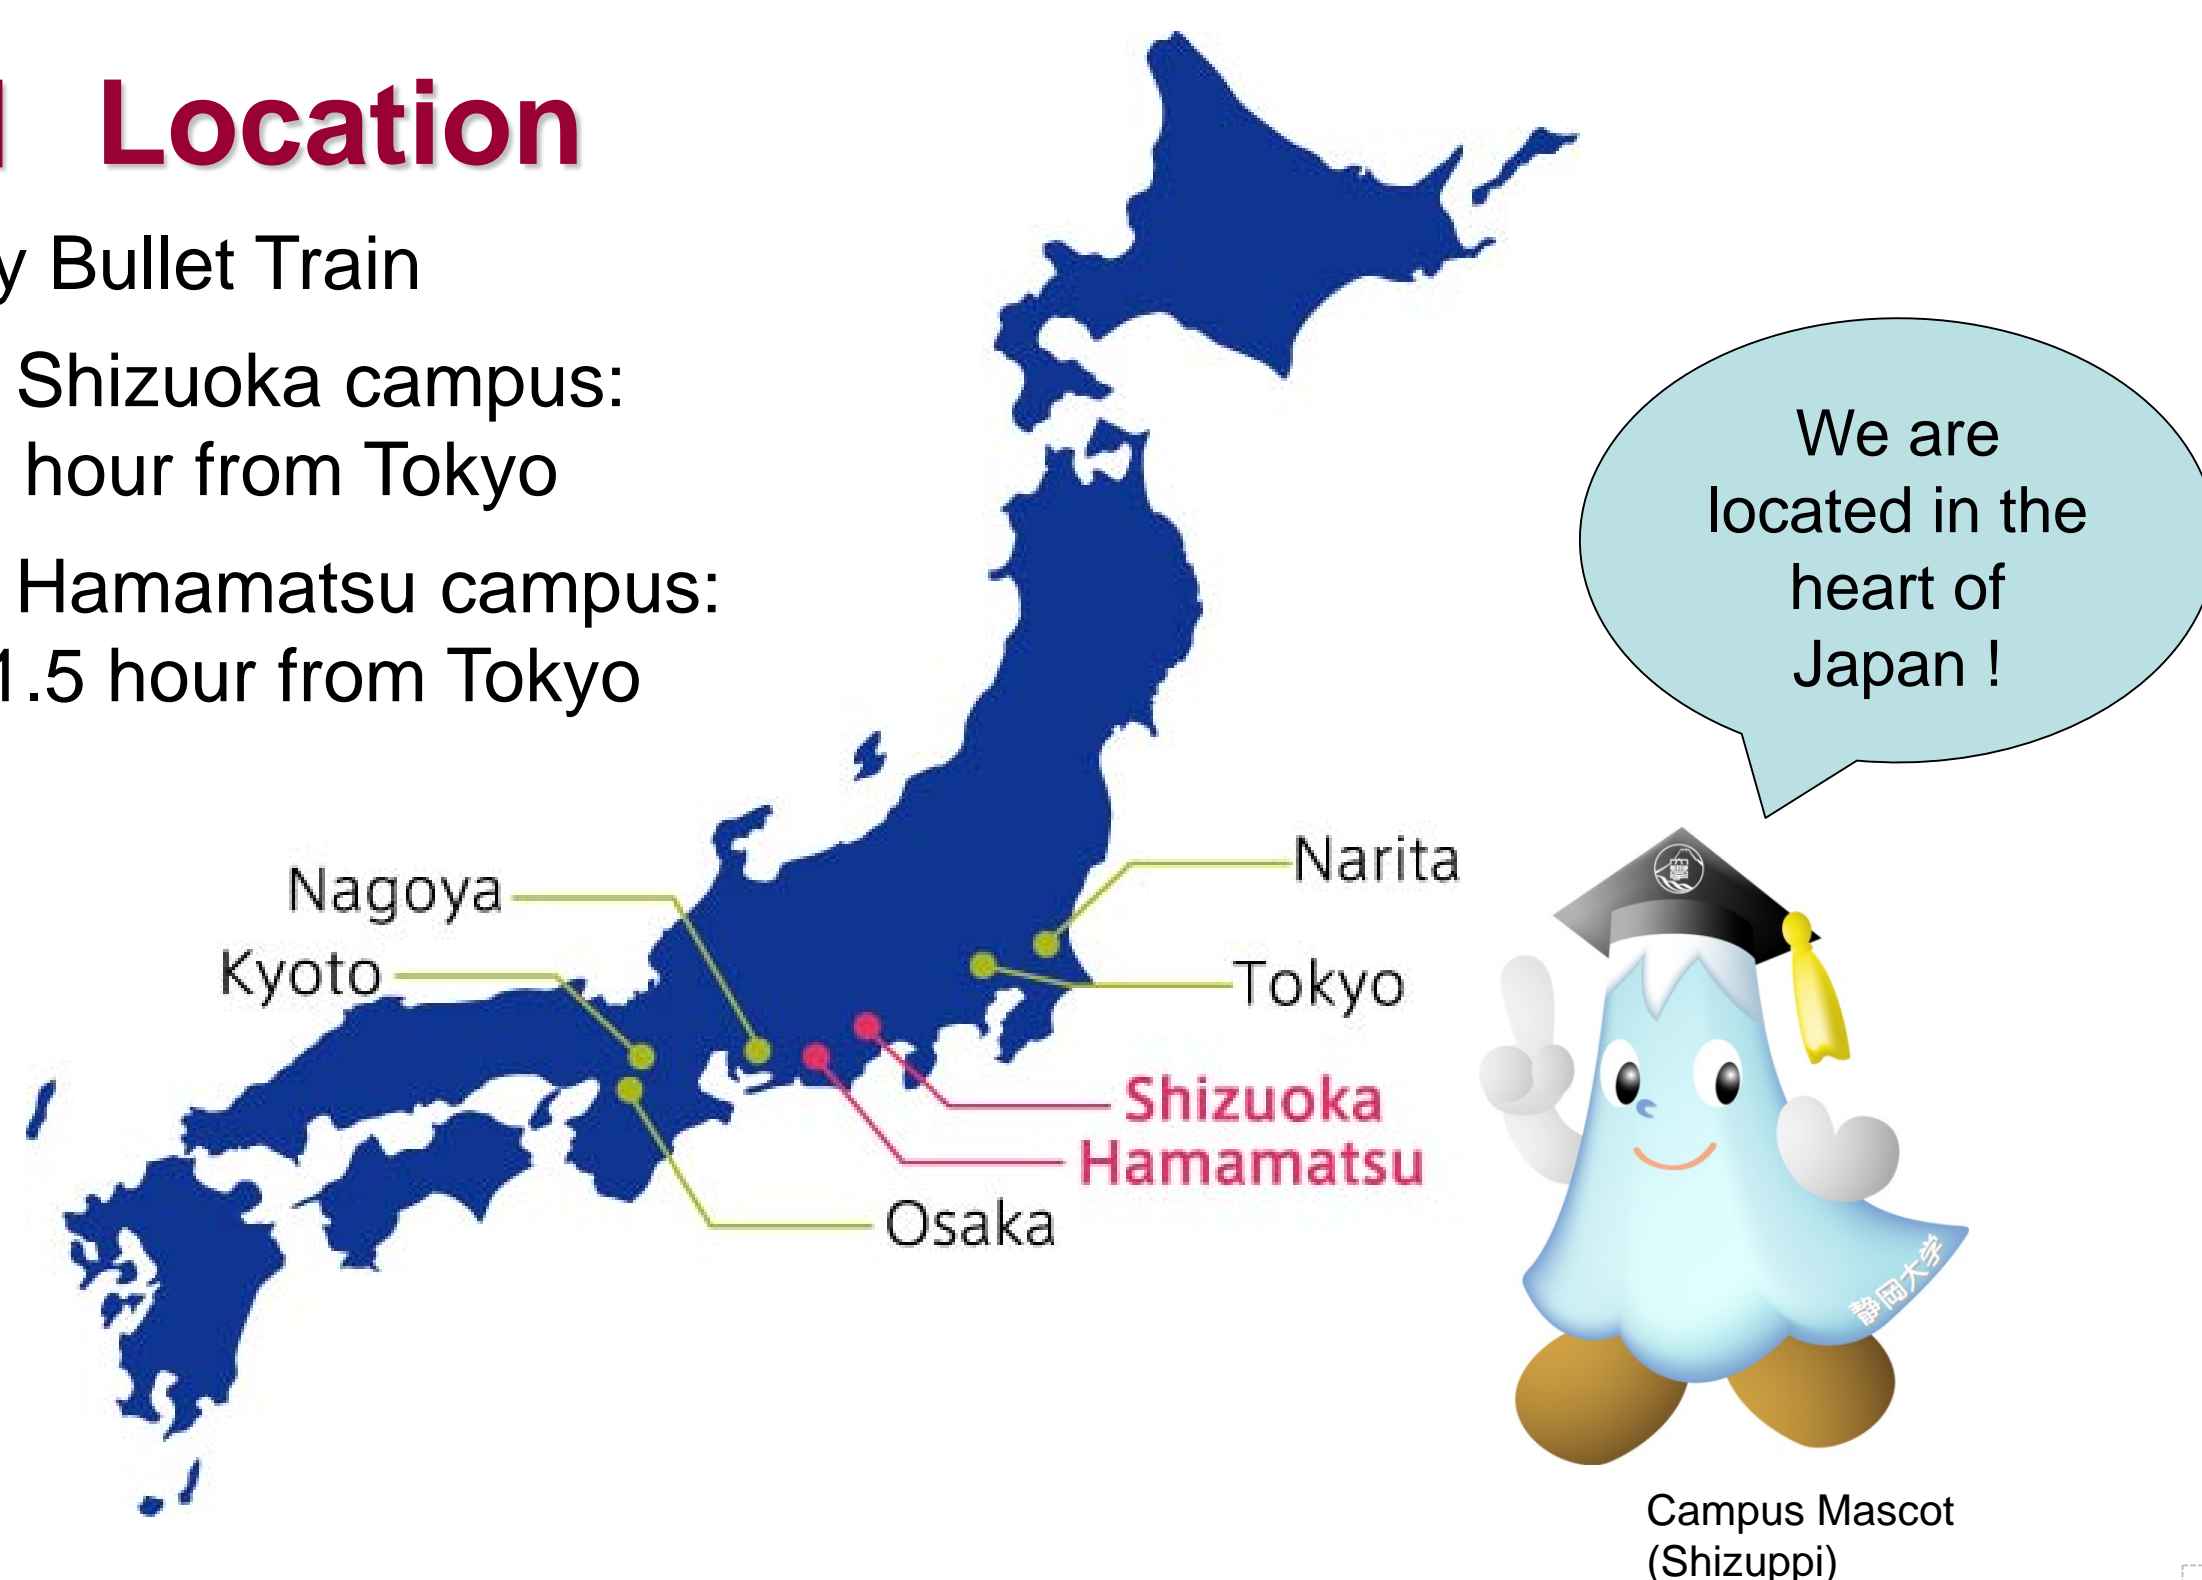 Location
y Bullet Train
Shizuoka campus:
hour from Tokyo
Hamamatsu campus:
1.5 hour from Tokyo
We are
located in the
heart of
Japan !
Narita
Nagoya
Kyoto
Tokyo
Shizuoka
Hamamatsu
Osaka
静岡大学
Campus Mascot
(Shizuppi)